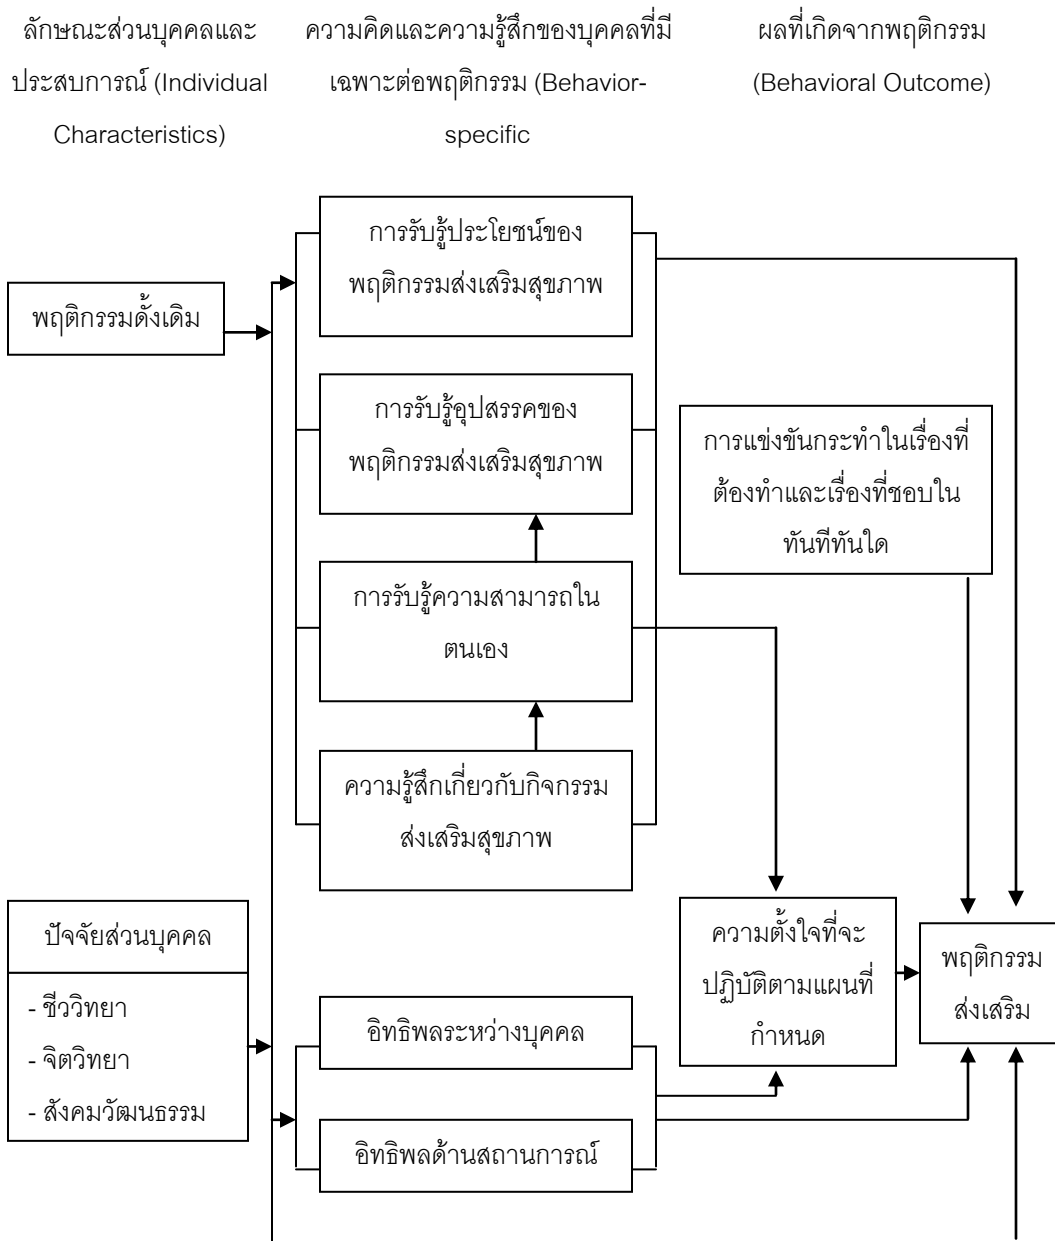 ลักษณะส่วนบุคคลและ
ประสบการณ์ (Individual
Characteristics)
ความคิดและความรู้สึกของบุคคลที่มี
เฉพาะต่อพฤติกรรม (Behavior-
specific
ผลที่เกิดจากพฤติกรรม
(Behavioral Outcome)
การรับรู้ประโยชน์ของ
พฤติกรรมส่งเสริมสุขภาพ
พฤติกรรมดั้งเดิม
การรับรู้อุปสรรคของ
พฤติกรรมส่งเสริมสุขภาพ
การแข่งขันกระทำในเรื่องที่
ต้องทำและเรื่องที่ชอบใน
ทันทีทันใด
การรับรู้ความสามารถใน
ตนเอง
ความรู้สึกเกี่ยวกับกิจกรรม
ส่งเสริมสุขภาพ
ปัจจัยส่วนบุคคล
- ชีววิทยา
- จิตวิทยา
- สังคมวัฒนธรรม
ความตั้งใจที่จะ
ปฏิบัติตามแผนที่
กำหนด
พฤติกรรม
ส่งเสริม
อิทธิพลระหว่างบุคคล
อิทธิพลด้านสถานการณ์